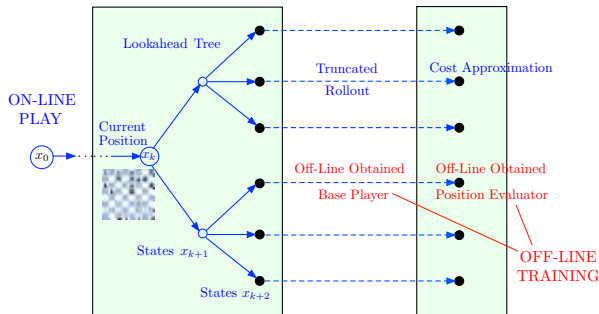 Lookahead Tree
ON-LINE
PLAY
x_0
Current
Position
x_k
Truncated
Rollout
Cost Approximation
Off-Line Obtained
Base Player
Off-Line Obtained
Position Evaluator
States x_{k+1}
States x_{k+2}
OFF-LINE
TRAINING